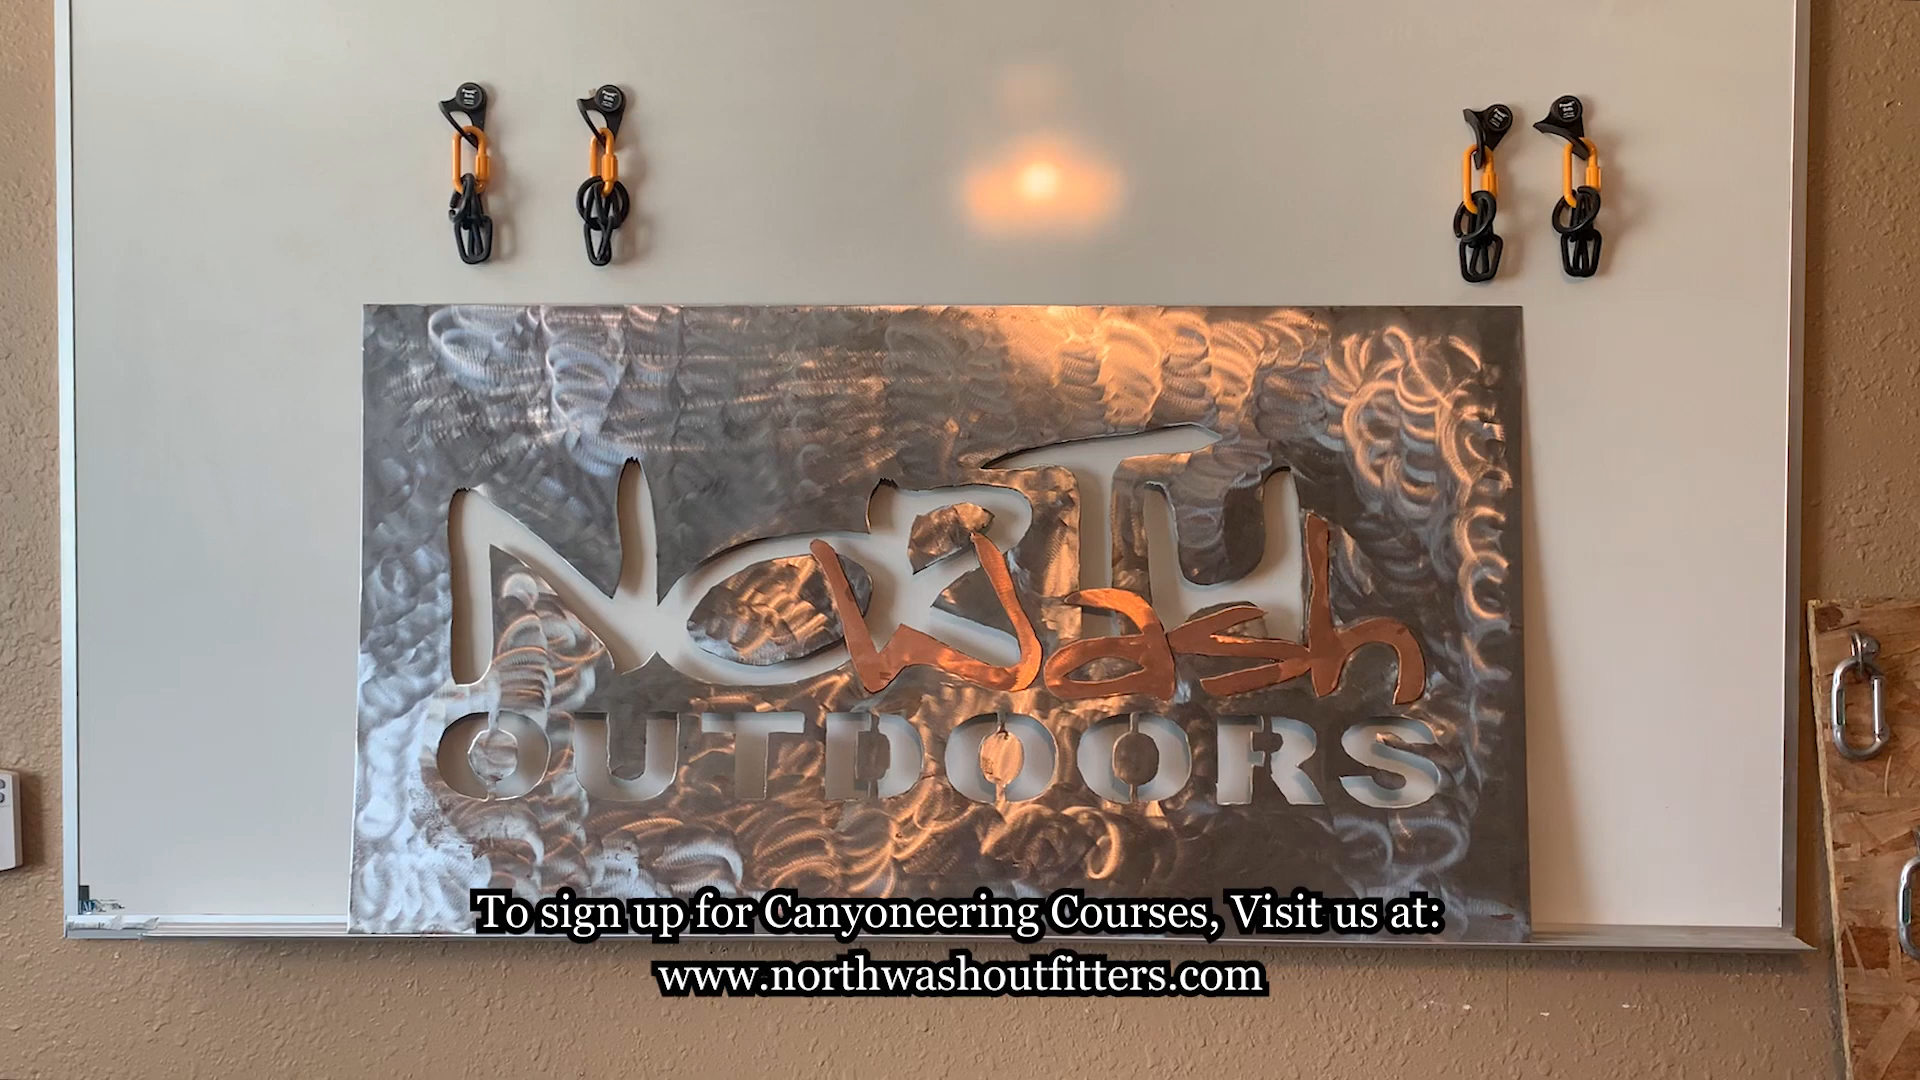 NORTH
Wash
OUTDOORS
To sign up for Canyoneering Courses, Visit us at:
www.northwashoutfitters.com